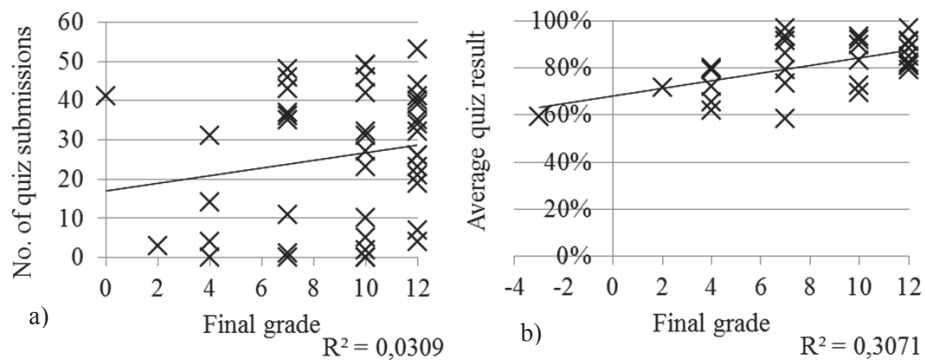 60
50
40
30
20
10
0
No. of quiz submissions
0 2 4 6 8 10 12
Final grade
a)
R² = 0,0309
100%
80%
60%
40%
20%
0%
Average quiz result
-4 -2 0 2 4 6 8 10 12
Final grade
b)
R² = 0,3071